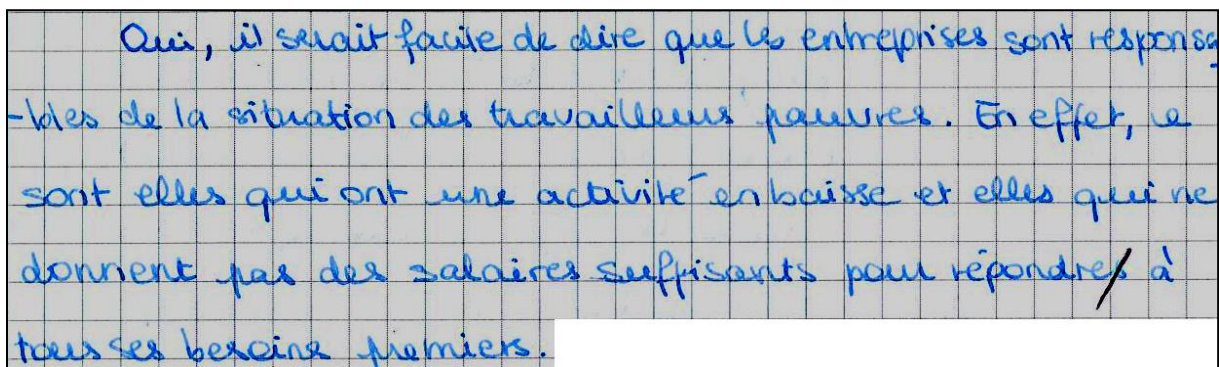 Oui, il serait facile de dire que les entreprises sont responsa
-bles de la situation des travailleurs pauvres. En effet, ce
sont elles qui ont une activité en baisse et elles qui ne
donnent pas des salaires suffisants pour répondres à
tous ses besoins premiers.